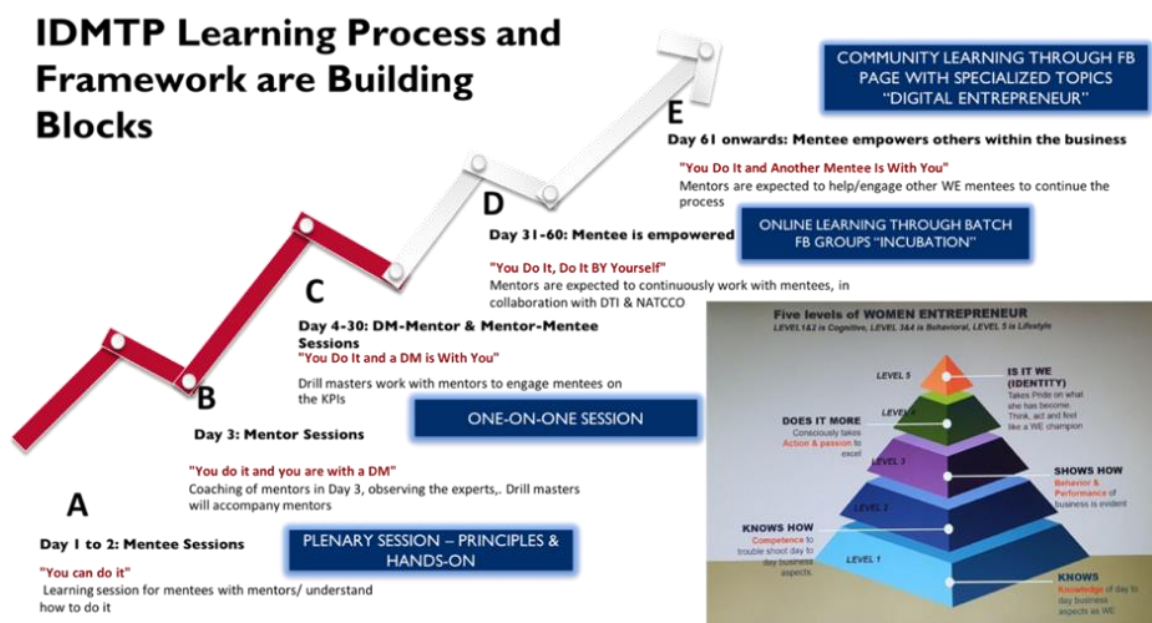 IDMTP Learning Process and
Framework are Building
Blocks
COMMUNITY LEARNING THROUGH FB
PAGE WITH SPECIALIZED TOPICS
“DIGITAL ENTREPRENEUR”
E
Day 61 onwards: Mentee empowers others within the business
"You Do It and Another Mentee Is With You"
Mentors are expected to help/engage other WE mentees to continue the
process
D
Day 31-60: Mentee is empowered
ONLINE LEARNING THROUGH BATCH
FB GROUPS “INCUBATION”
"You Do It, Do It BY Yourself"
Mentors are expected to continuously work with mentees, in
collaboration with DTI & NATCCO
C
Day 4-30: DM-Mentor & Mentor-Mentee
Sessions
"You Do It and a DM is With You"
Drill masters work with mentors to engage mentees on
the KPIs
ONE-ON-ONE SESSION
B
Day 3: Mentor Sessions
"You do it and you are with a DM"
Coaching of mentors in Day 3, observing the experts,. Drill masters
will accompany mentors
A
Day 1 to 2: Mentee Sessions
"You can do it"
Learning session for mentees with mentors/ understand
how to do it
PLENARY SESSION – PRINCIPLES &
HANDS-ON
Five levels of WOMEN ENTREPRENEUR
LEVEL 1&2 is Cognitive, LEVEL 3&4 is Behavioral, LEVEL 5 is Lifestyle
LEVEL 5
IS IT WE
(IDENTITY)
Takes Pride on what
she has become.
Think, act and feel
like a WE champion
LEVEL 4
DOES IT MORE
Consciously takes
Action & passion to
excel
LEVEL 3
SHOWS HOW
Behavior &
Performance of
business is evident
LEVEL 2
KNOWS HOW
Competence to
trouble shoot day to
day business
aspects.
LEVEL 1
KNOWS
Knowledge of day to
day business
aspects as WE